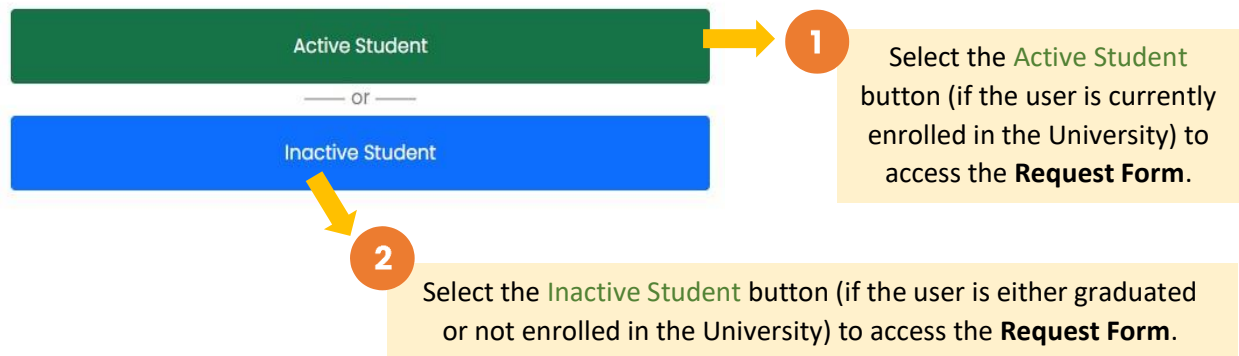 Active Student
1
Select the Active Student
button (if the user is currently
enrolled in the University) to
access the Request Form.
or
Inactive Student
2
Select the Inactive Student button (if the user is either graduated
or not enrolled in the University) to access the Request Form.